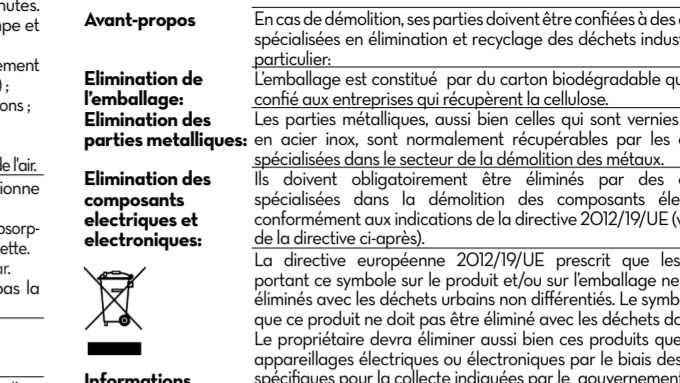 nutes.
npe et
ement
) ;
ons ;
de l'air.
ionne
bsorp-
ette.
ar.
pas la
Avant-propos
En cas de démolition, ses parties doivent être confiées à des
spécialisées en élimination et recyclage des déchets indust
particulier:
Elimination de
l'emballage:
L'emballage est constitué par du carton biodégradable qu
confié aux entreprises qui récupèrent la cellulose.
Elimination des
parties metalliques:
Les parties métalliques, aussi bien celles qui sont vernies
en acier inox, sont normalement récupérables par les
spécialisées dans le secteur de la démolition des métaux.
Elimination des
composants
electriques et
electroniques:
Ils doivent obligatoirement être éliminés par des
spécialisées dans la démolition des composants éle
conformément aux indications de la directive 2012/19/UE (v
de la directive ci-après).
La directive européenne 2012/19/UE prescrit que les
portant ce symbole sur le produit et/ou sur l'emballage ne
éliminés avec les déchets urbains non différentiés. Le symb
que ce produit ne doit pas être éliminé avec les déchets do
Le propriétaire devra éliminer aussi bien ces produits que
appareillages électriques ou électroniques par le biais des
Informations
spécifiques pour la collecte indiquées par le gouvernement